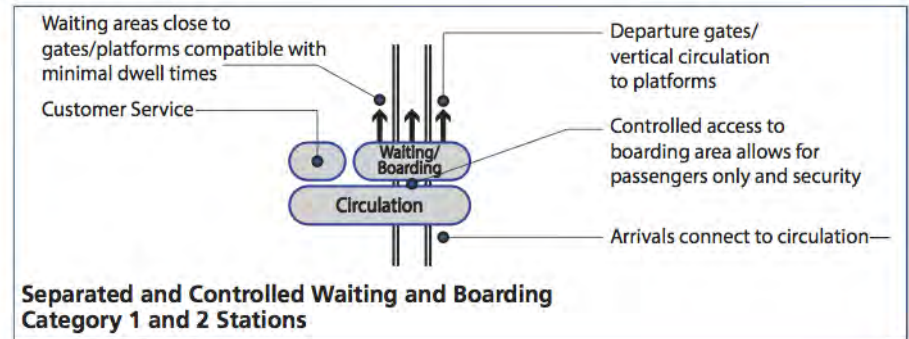 Waiting areas close to
gates/platforms compatible with
minimal dwell times
Customer Service
Departure gates/
vertical circulation
to platforms
Controlled access to
boarding area allows for
passengers only and security
Arrivals connect to circulation
Waiting/
Boarding
Circulation
Separated and Controlled Waiting and Boarding
Category 1 and 2 Stations